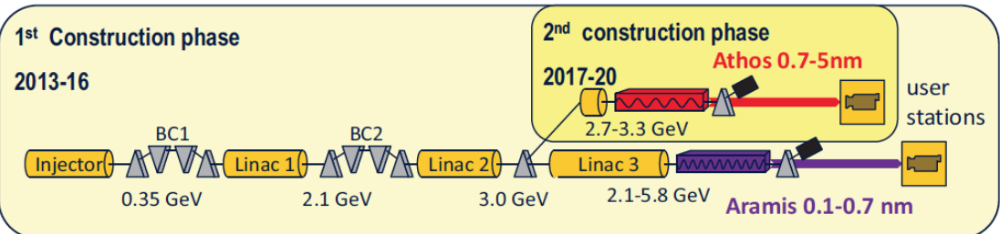 1st Construction phase
2013-16
2nd construction phase
2017-20
Athos 0.7-5nm
2.7-3.3 GeV
user
stations
BC1
BC2
Injector
Linac 1
Linac 2
Linac 3
0.35 GeV
2.1 GeV
3.0 GeV
2.1-5.8 GeV
Aramis 0.1-0.7 nm